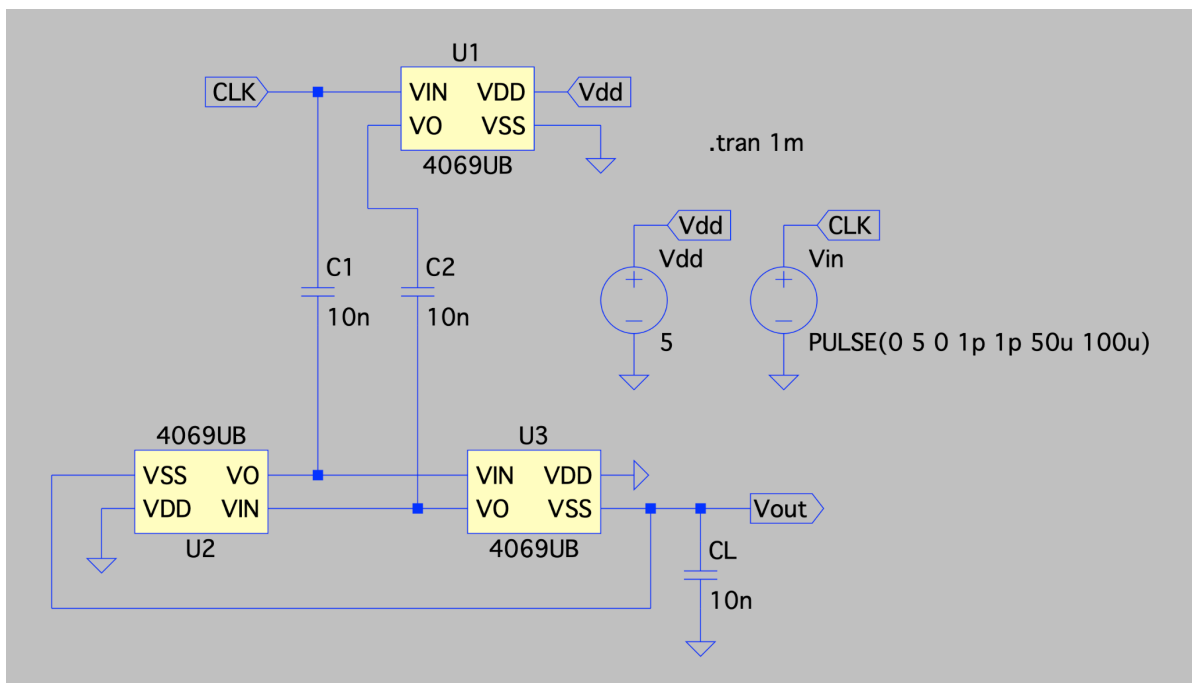 U1
CLK
VIN VDD
Vdd
VO VSS
4069UB
.tran 1m
Vdd
CLK
C1
C2
Vdd
Vin
10n
10n
5
PULSE(0 5 0 1p 1p 50u 100u)
4069UB
U3
VSS VO
VIN VDD
VDD VIN
VO VSS
Vout
U2
4069UB
CL
10n